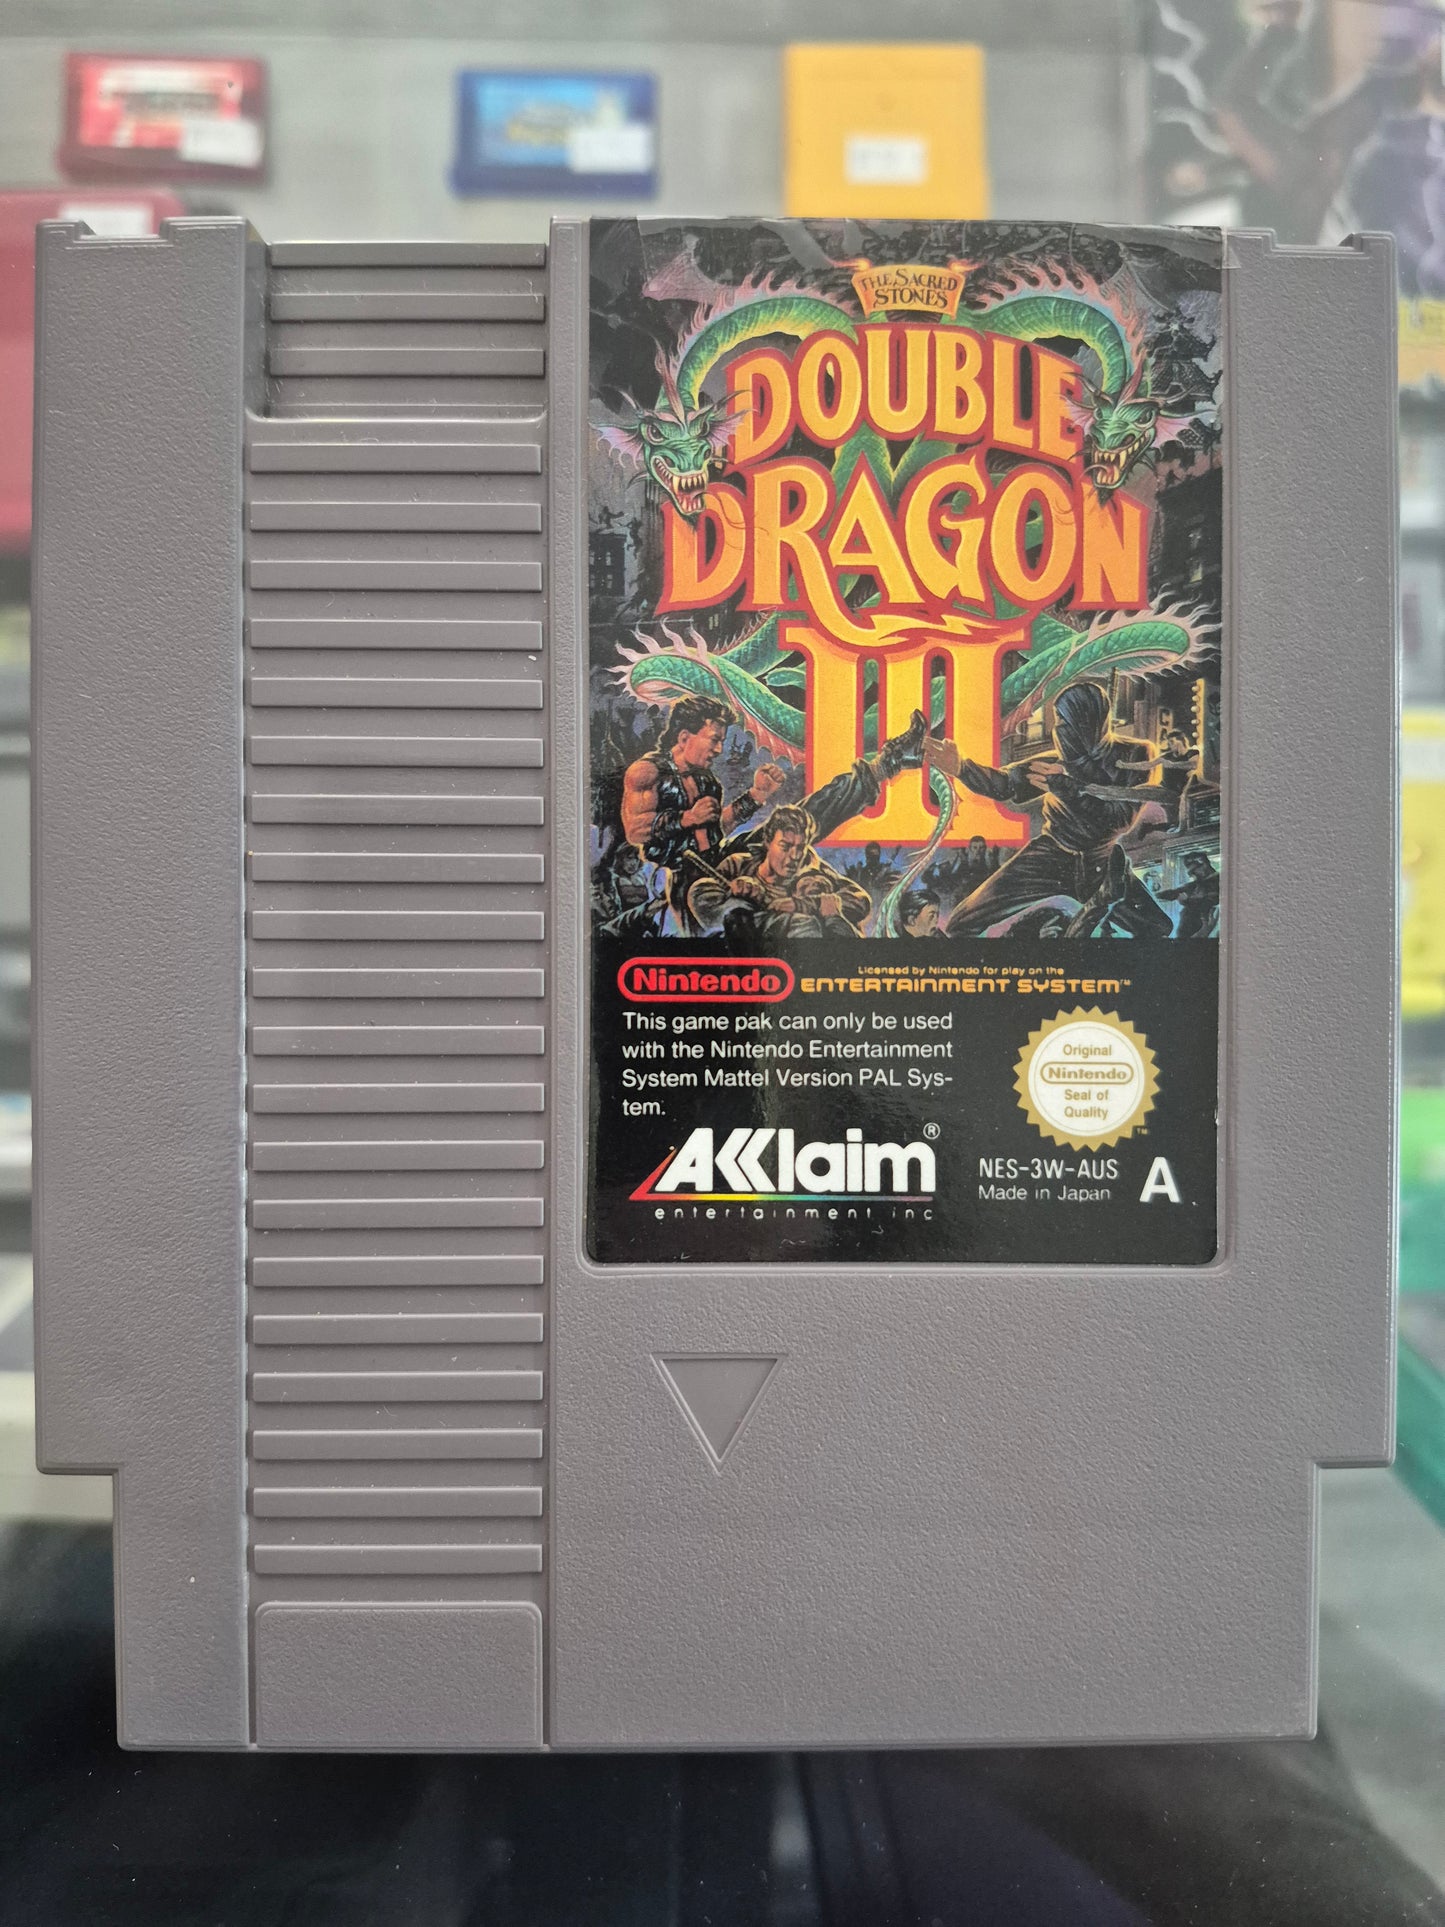 THE SACRED
STONES
DOUBLE
DRAGON
III
Nintendo
Licensed by Nintendo for play on the
ENTERTAINMENT SYSTEM™
This game pak can only be used
with the Nintendo Entertainment
System Mattel Version PAL Sys-
tem.
Original
Nintendo
Seal of
Quality
™
AKKlaim®
entertainment inc
NES-3W-AUS
Made in Japan
A